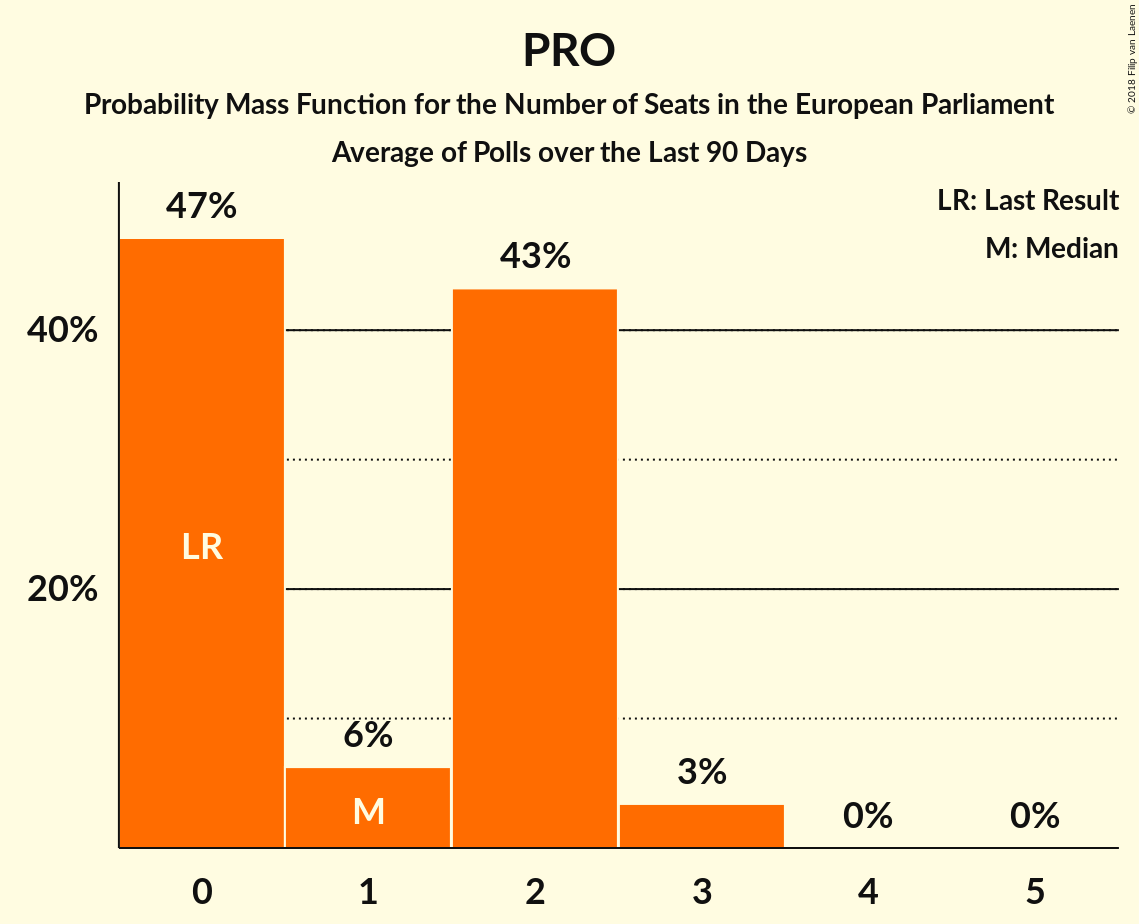 PRO
Probability Mass Function for the Number of Seats in the European Parliament
Average of Polls over the Last 90 Days
© 2018 Filip van Laenen
LR: Last Result
M: Median
47%
43%
40%
LR
20%
6%
M
3%
0%
0%
0
1
2
3
4
5